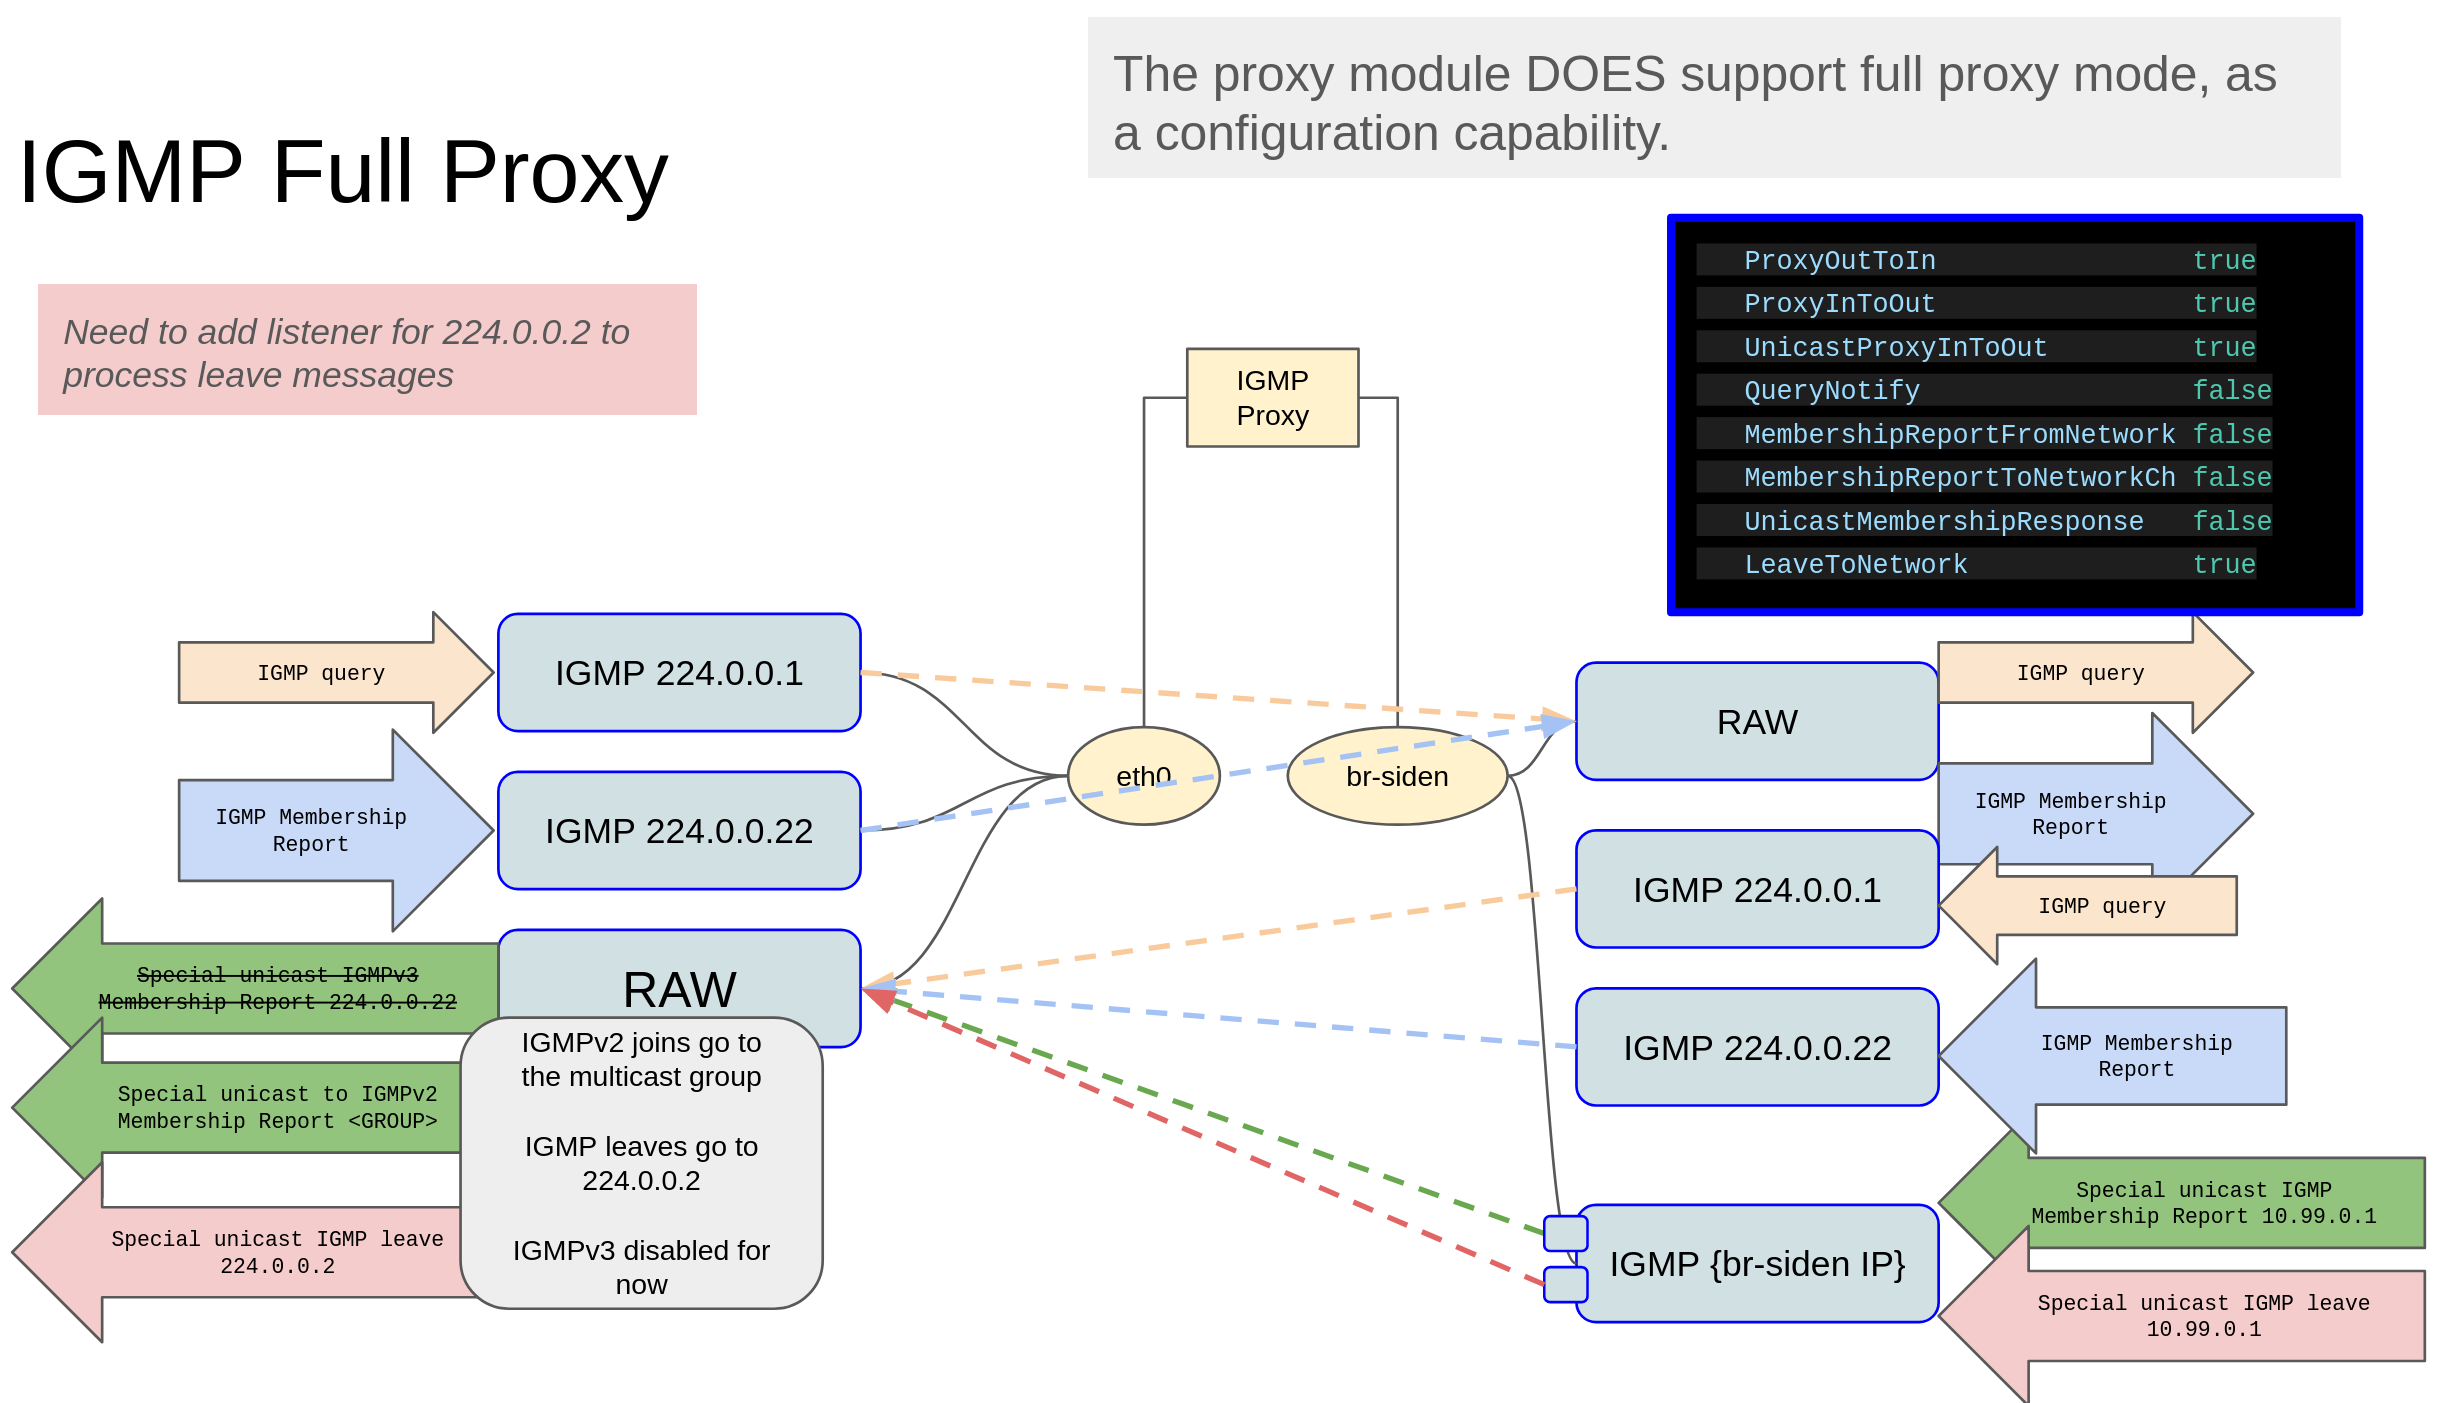 The proxy module DOES support full proxy mode, as
a configuration capability.
IGMP Full Proxy
Need to add listener for 224.0.0.2 to
process leave messages
ProxyOutToIn true
ProxyInToOut true
UnicastProxyInToOut true
QueryNotify false
MembershipReportFromNetwork false
MembershipReportToNetworkCh false
UnicastMembershipResponse false
LeaveToNetwork true
IGMP
Proxy
IGMP query
IGMP 224.0.0.1
IGMP Membership
Report
IGMP 224.0.0.22
Special unicast IGMPv3
Membership Report 224.0.0.22
RAW
Special unicast to IGMPv2
Membership Report <GROUP>
Special unicast IGMP leave
224.0.0.2
IGMPv2 joins go to
the multicast group
IGMP leaves go to
224.0.0.2
IGMPv3 disabled for
now
eth0
br-siden
RAW
IGMP query
IGMP Membership
Report
IGMP 224.0.0.1
IGMP query
IGMP 224.0.0.22
IGMP Membership
Report
IGMP {br-siden IP}
Special unicast IGMP
Membership Report 10.99.0.1
Special unicast IGMP leave
10.99.0.1